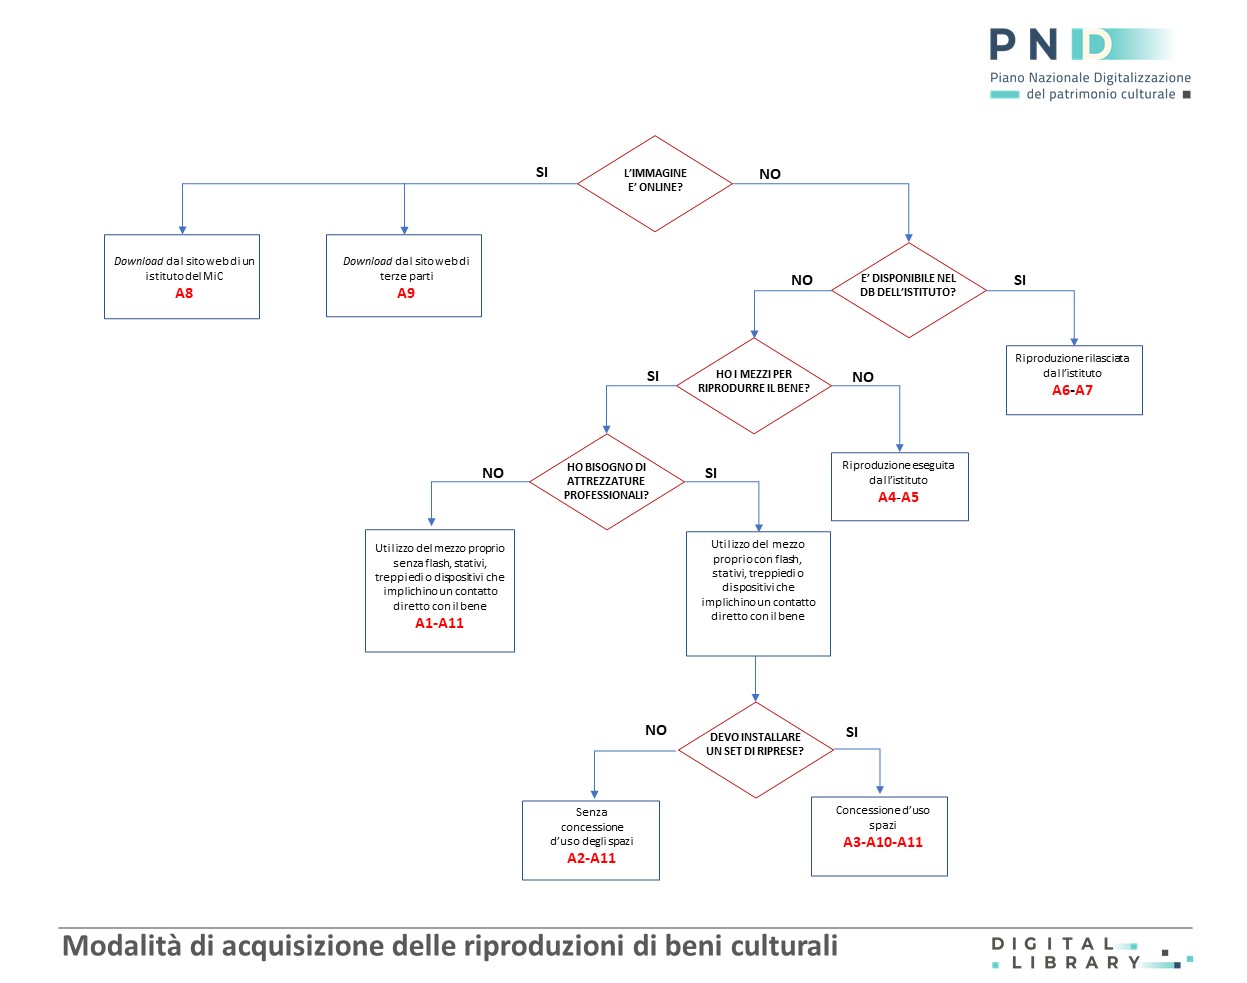 PND
Piano Nazionale Digitalizzazione
del patrimonio culturale
L'IMMAGINE
E' ONLINE?
SI
NO
Download dal sito web di un
istituto del MiC
A8
Download dal sito web di
terze parti
A9
E' DISPONIBILE NEL
DB DELL'ISTITUTO?
NO
SI
Riproduzione rilasciata
dall'istituto
A6-A7
HO I MEZZI PER
RIPRODURRE IL BENE?
SI
NO
Riproduzione eseguita
dall'istituto
A4-A5
HO BISOGNO DI
ATTREZZATURE
PROFESSIONALI?
NO
SI
Utilizzo del mezzo proprio
senza flash, stativi,
treppiedi o dispositivi che
implichino un contatto
diretto con il bene
A1-A11
Utilizzo del mezzo
proprio con flash,
stativi, treppiedi o
dispositivi che
implichino un contatto
diretto con il bene
DEVO INSTALLARE
UN SET DI RIPRESE?
NO
SI
Senza
concessione
d'uso degli spazi
A2-A11
Concessione d'uso
spazi
A3-A10-A11
Modalità di acquisizione delle riproduzioni di beni culturali
DIGITAL
LIBRARY